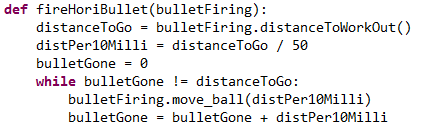 def fireHoriBullet(bulletFiring):
    distanceToGo = bulletFiring.distanceToWorkOut()
    distPer10Milli = distanceToGo / 50
    bulletGone = 0
    while bulletGone != distanceToGo:
        bulletFiring.move_ball(distPer10Milli)
        bulletGone = bulletGone + distPer10Milli